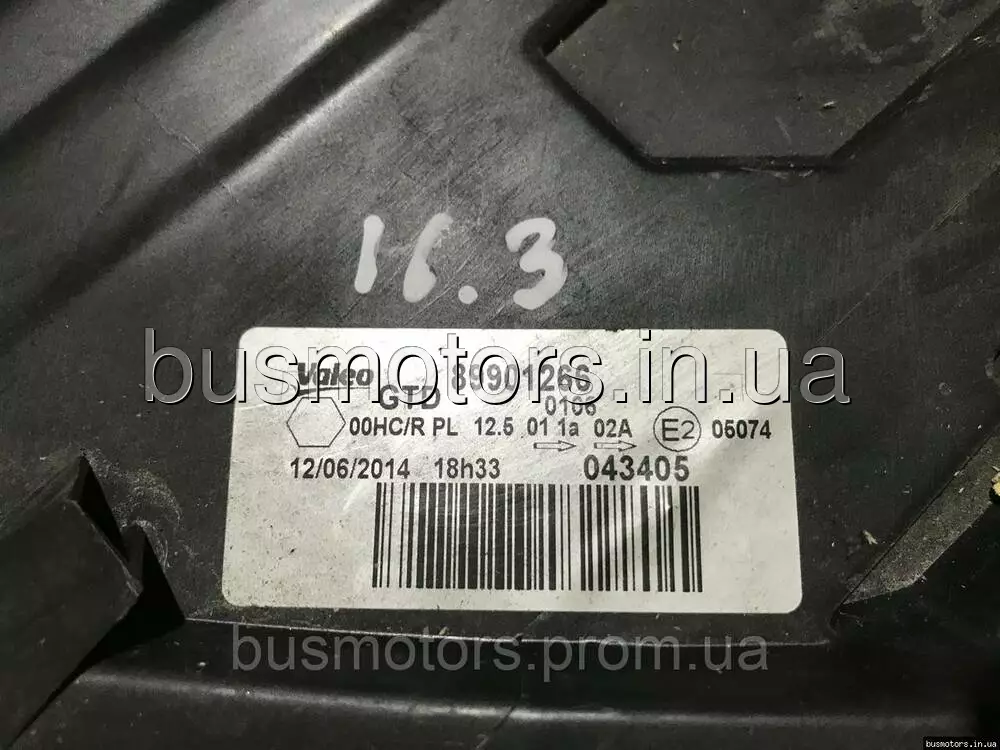 16.3
busmotors.in.ua
Valeo 89901266
GTD 0106
00HC/R PL 12.5 01 1a 02A E2 05074
12/06/2014 18h33 043405
busmotors.prom.ua
busmotors.in.ua